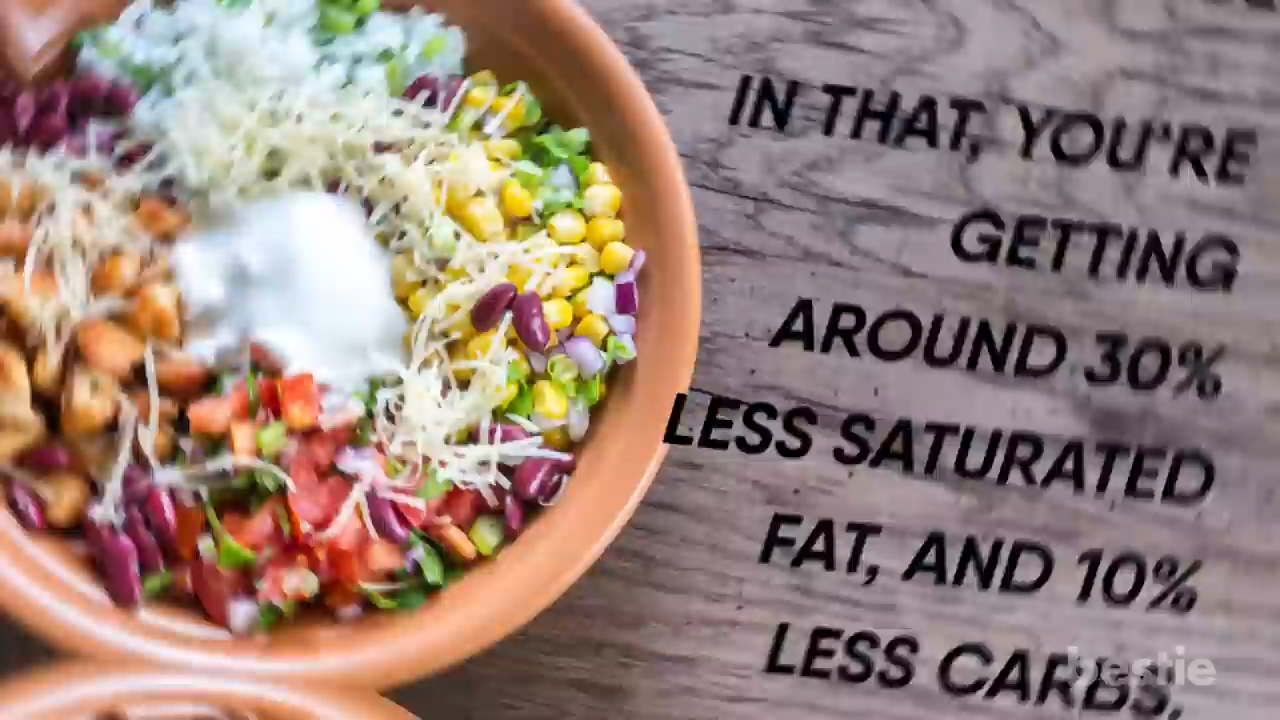 IN THAT, YOU'RE
GETTING
AROUND 30%
LESS SATURATED
FAT, AND 10%
LESS CARBS.
bestie